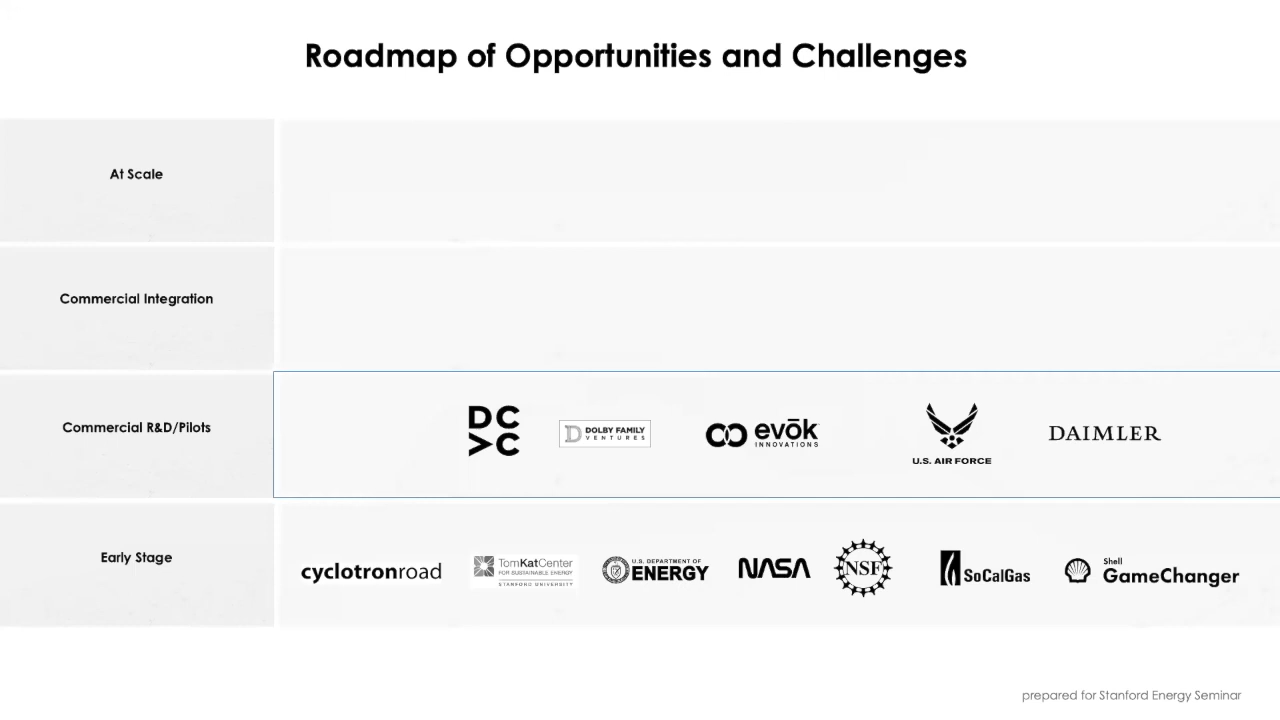 Roadmap of Opportunities and Challenges
At Scale
Commercial Integration
Commercial R&D/Pilots
DC
VC
D DOLBY FAMILY
VENTURES
evōk
INNOVATIONS
U.S. AIR FORCE
DAIMLER
Early Stage
cyclotronroad
TomKatCenter
FOR SUSTAINABLE ENERGY
STANFORD UNIVERSITY
U.S. DEPARTMENT OF
ENERGY
NASA
NSF
SoCalGas
Shell
GameChanger
prepared for Stanford Energy Seminar